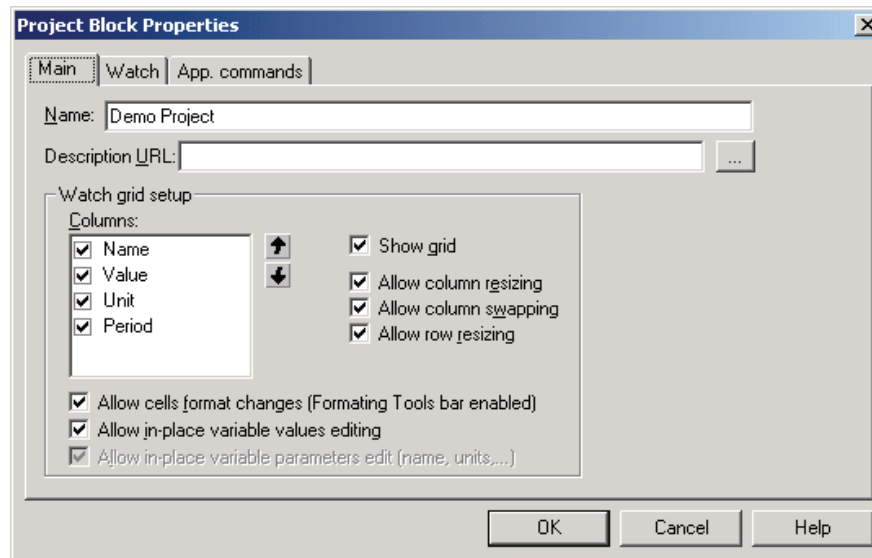 Project Block Properties
Main Watch App. commands
Name: Demo Project
Description URL: ...
Watch grid setup
Columns:
Name
Value
Unit
Period
Show grid
Allow column resizing
Allow column swapping
Allow row resizing
Allow cells format changes (Formating Tools bar enabled)
Allow in-place variable values editing
Allow in-place variable parameters edit (name, units,...)
OK Cancel Help